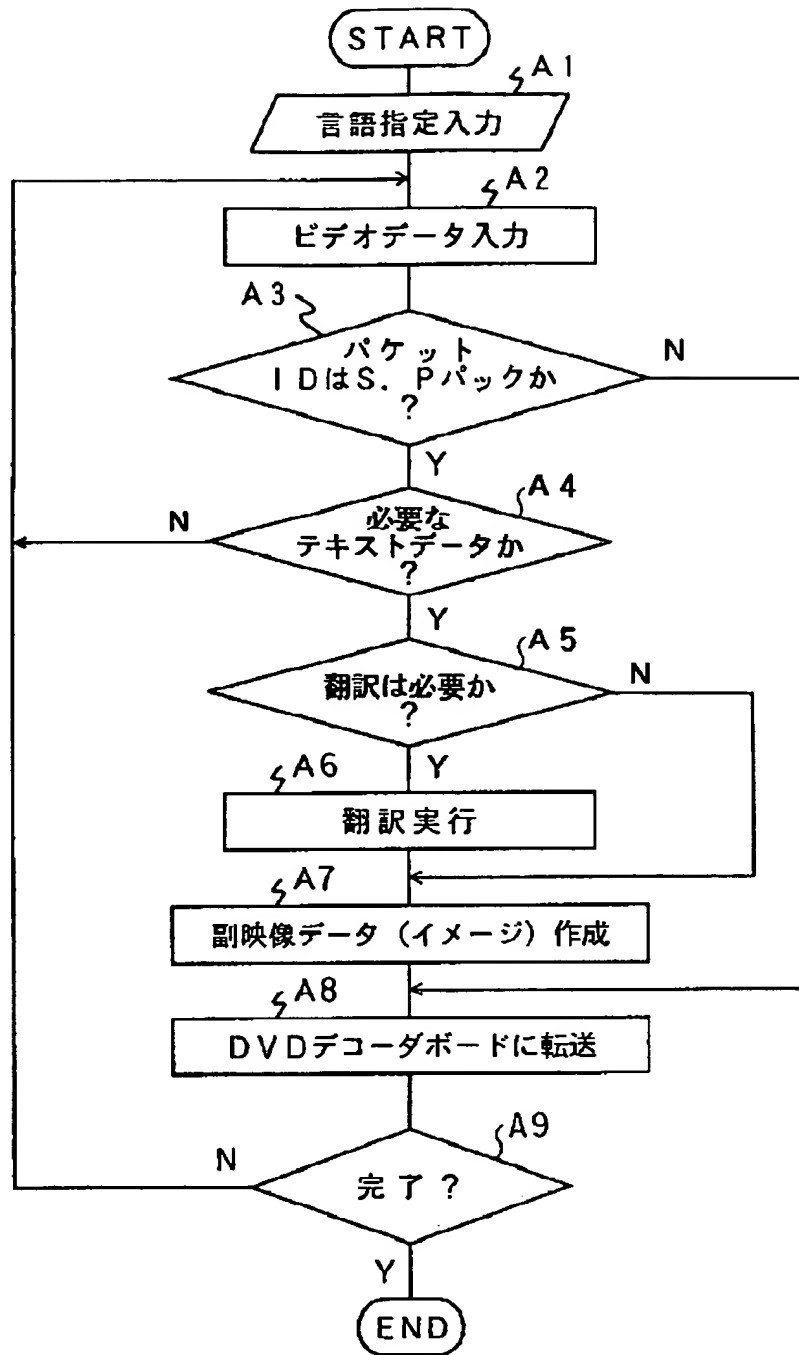 START
A1
言語指定入力
A2
ビデオデータ入力
A3
パケット
IDはS.Pパックか
?
N
Y
A4
必要な
テキストデータか
?
N
Y
A5
翻訳は必要か
?
N
Y
A6
翻訳実行
A7
副映像データ(イメージ)作成
A8
DVDデコーダボードに転送
A9
完了?
N
Y
END